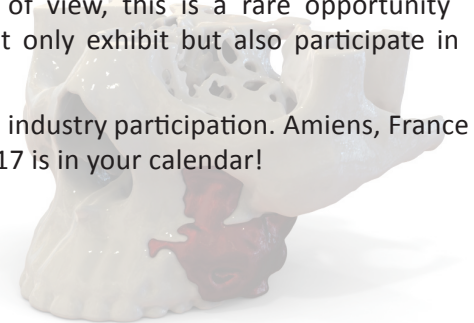 of view, this is a rare opportunity
t only exhibit but also participate in
industry participation. Amiens, France
17 is in your calendar!